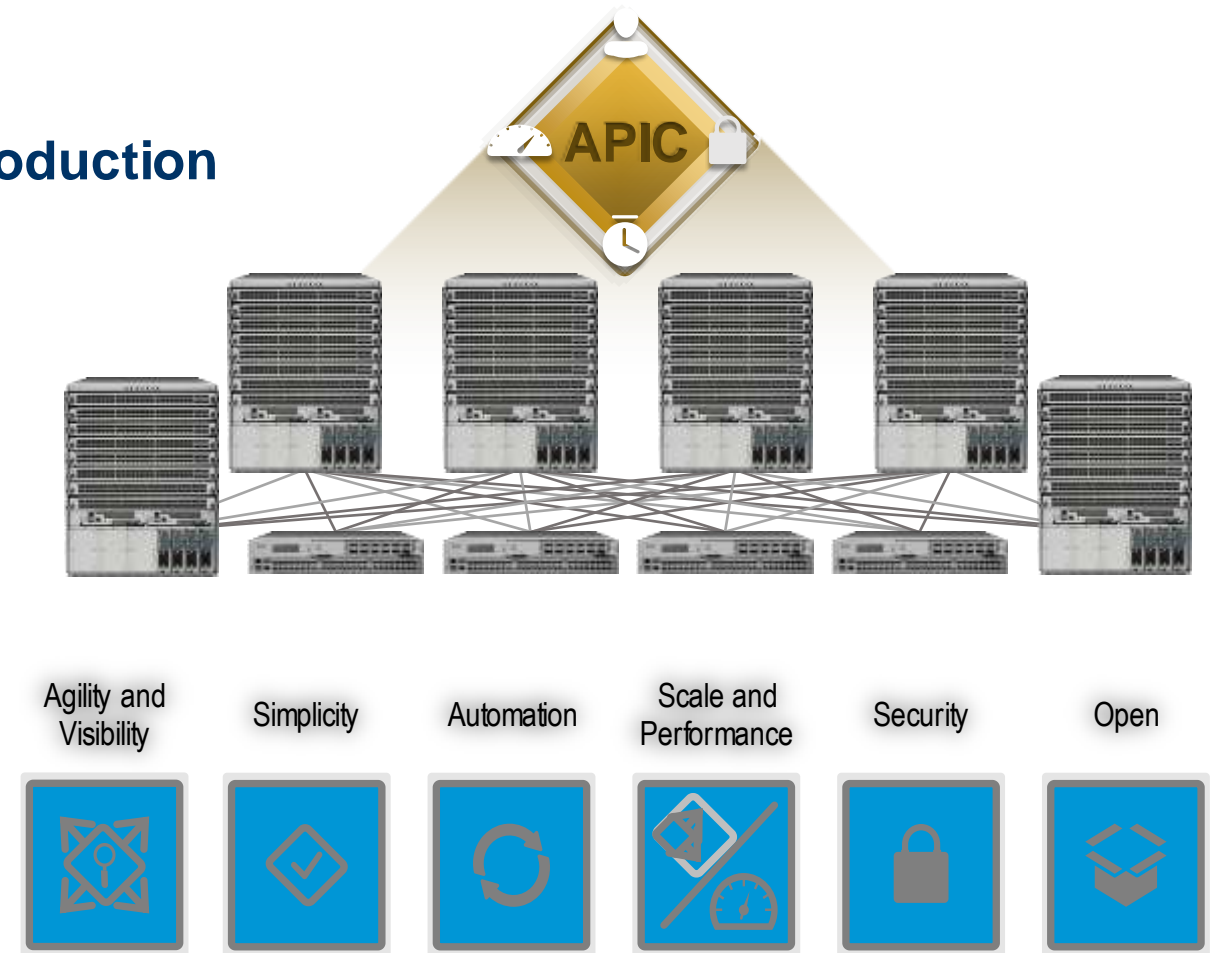 APIC
oduction
Agility and
Visibility
Simplicity
Automation
Scale and
Performance
Security
Open